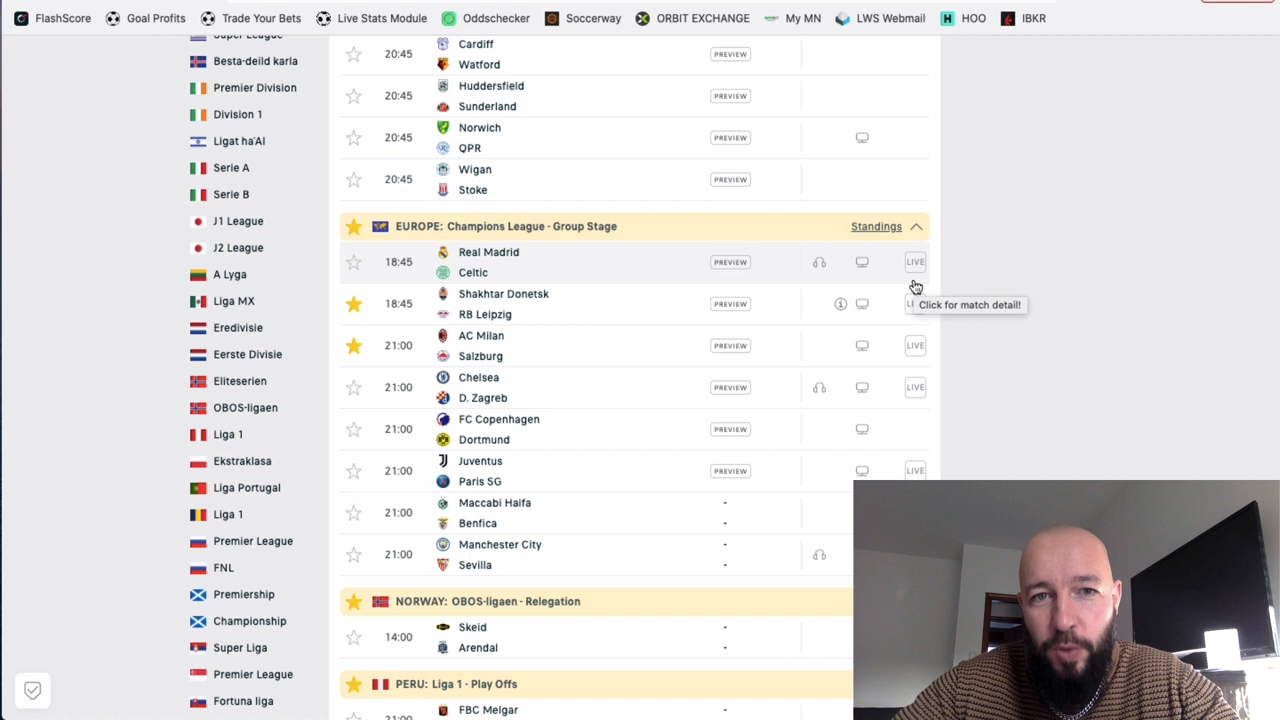 FlashScore
Goal Profits
Trade Your Bets
Live Stats Module
Oddschecker
Soccerway
ORBIT EXCHANGE
My MN
LWS Webmail
H HOO
IBKR
Super League
Besta-deild karla
Premier Division
Division 1
Ligat ha'Al
Serie A
Serie B
J1 League
J2 League
A Lyga
Liga MX
Eredivisie
Eerste Divisie
Eliteserien
OBOS-ligaen
Liga 1
Ekstraklasa
Liga Portugal
Liga 1
Premier League
FNL
Premiership
Championship
Super Liga
Premier League
Fortuna liga
20:45
Cardiff
Watford
PREVIEW
20:45
Huddersfield
Sunderland
PREVIEW
20:45
Norwich
QPR
PREVIEW
20:45
Wigan
Stoke
PREVIEW
EUROPE: Champions League - Group Stage
Standings
18:45
Real Madrid
Celtic
PREVIEW
LIVE
18:45
Shakhtar Donetsk
RB Leipzig
PREVIEW
Click for match detail!
21:00
AC Milan
Salzburg
PREVIEW
LIVE
21:00
Chelsea
D. Zagreb
PREVIEW
LIVE
21:00
FC Copenhagen
Dortmund
PREVIEW
21:00
Juventus
Paris SG
PREVIEW
LIVE
21:00
Maccabi Haifa
-
Benfica
-
21:00
Manchester City
-
Sevilla
-
NORWAY: OBOS-ligaen - Relegation
14:00
Skeid
-
Arendal
-
PERU: Liga 1 - Play Offs
21:00
FBC Melgar
-